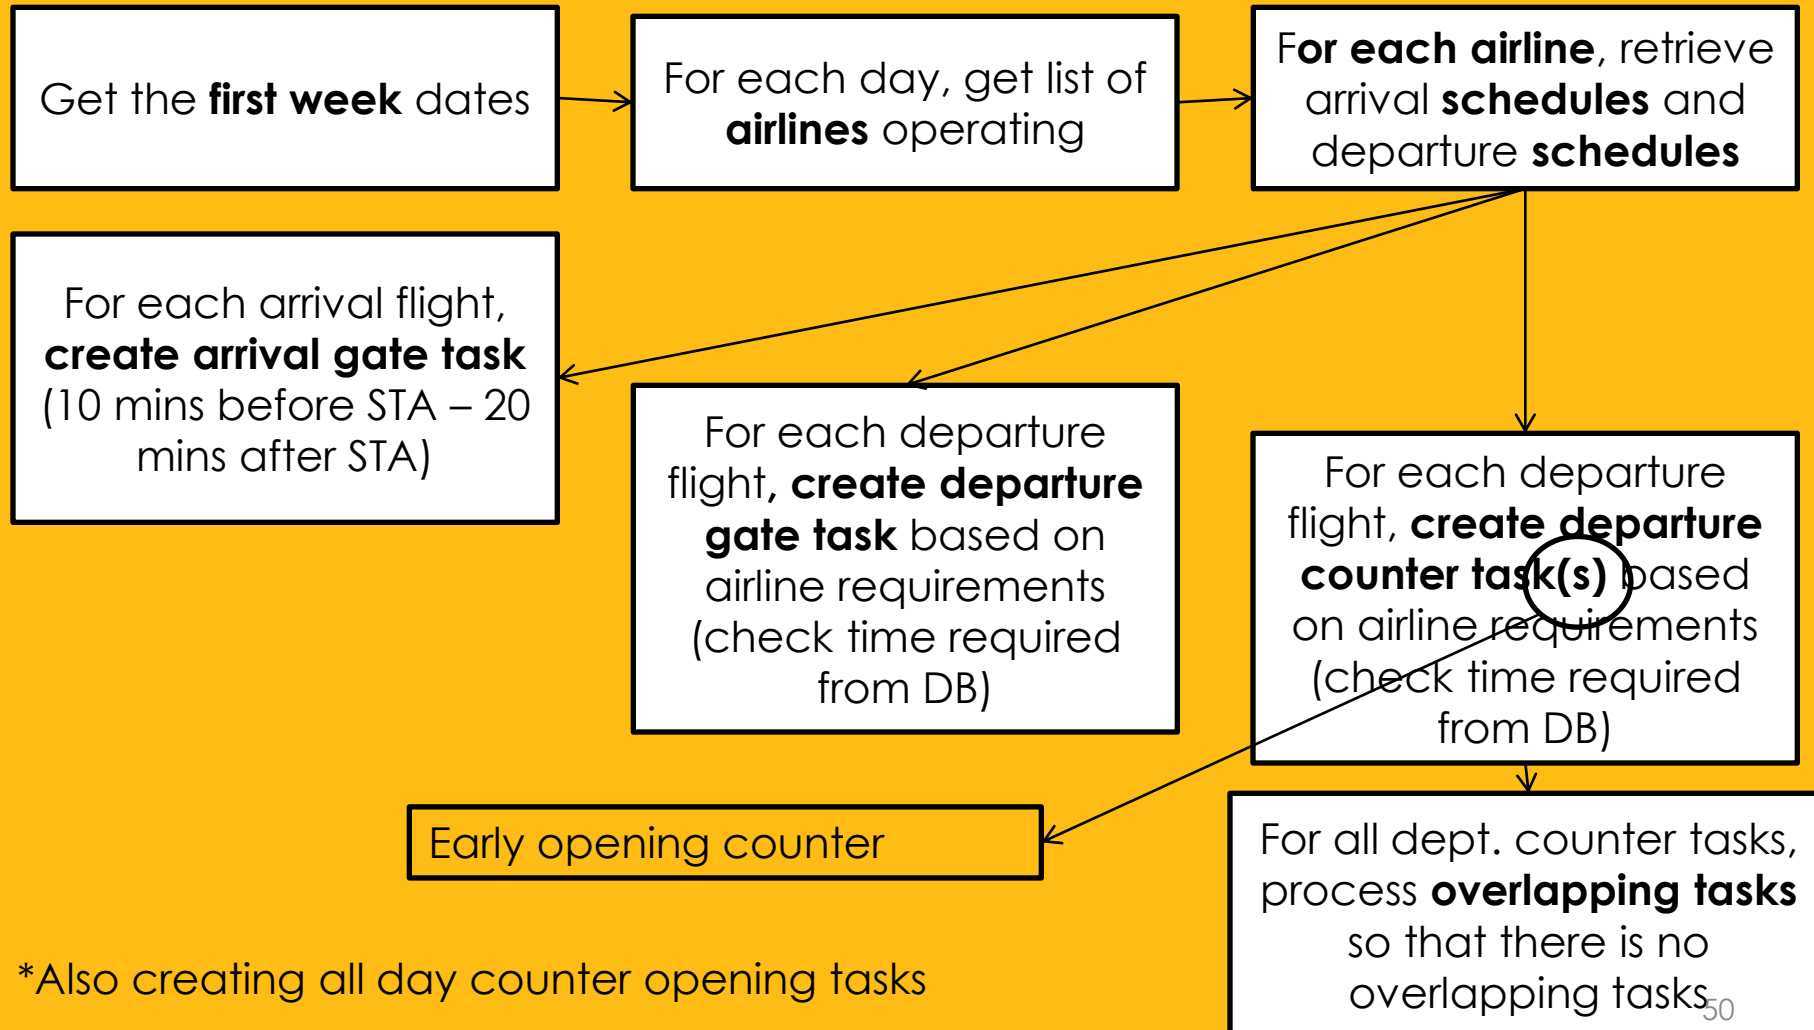 Get the first week dates
For each day, get list of
airlines operating
For each airline, retrieve
arrival schedules and
departure schedules
For each arrival flight,
create arrival gate task
(10 mins before STA – 20
mins after STA)
For each departure
flight, create departure
gate task based on
airline requirements
(check time required
from DB)
For each departure
flight, create departure
counter task(s) based
on airline requirements
(check time required
from DB)
Early opening counter
For all dept. counter tasks,
process overlapping tasks
so that there is no
overlapping tasks
*Also creating all day counter opening tasks
50